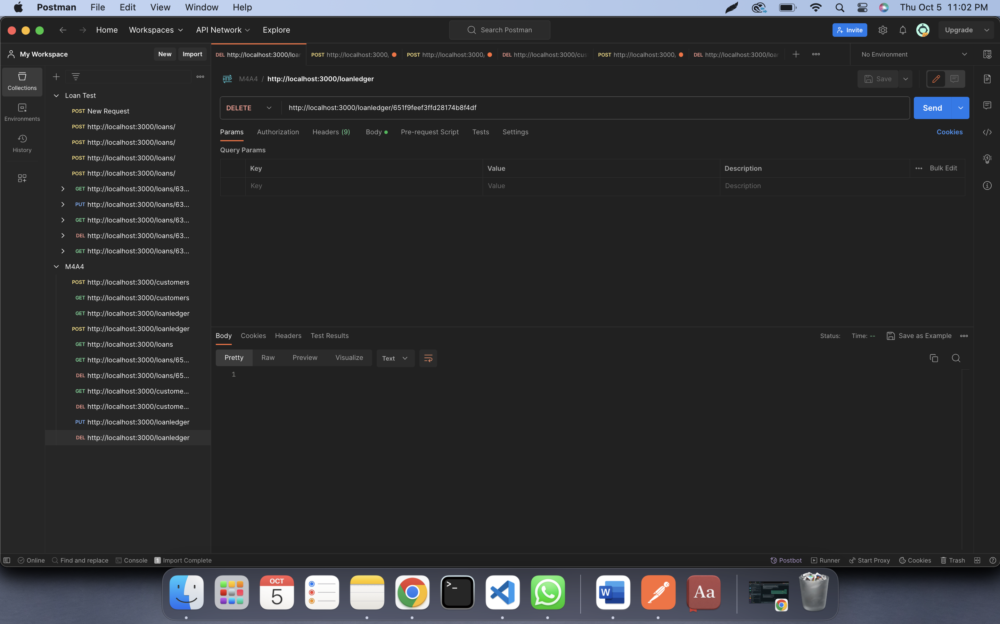 Postman File Edit View Window Help Thu Oct 5 11:02 PM
Home Workspaces API Network Explore Search Postman Invite Upgrade
My Workspace New Import
DEL http://localhost:3000/loan POST http://localhost:3000/ POST http://localhost:3000/ DEL http://localhost:3000/cus POST http://localhost:3000/ DEL http://localhost:3000/loan No Environment
Collections
Environments
History
Loan Test
POST New Request
POST http://localhost:3000/loans/
POST http://localhost:3000/loans/
POST http://localhost:3000/loans/
POST http://localhost:3000/loans/
GET http://localhost:3000/loans/63...
PUT http://localhost:3000/loans/63...
GET http://localhost:3000/loans/63...
DEL http://localhost:3000/loans/63...
GET http://localhost:3000/loans/63...
M4A4
POST http://localhost:3000/customers
GET http://localhost:3000/customers
GET http://localhost:3000/loanledger
POST http://localhost:3000/loanledger
GET http://localhost:3000/loans
GET http://localhost:3000/loans/65...
DEL http://localhost:3000/loans/65...
GET http://localhost:3000/custome...
DEL http://localhost:3000/custome...
PUT http://localhost:3000/loanledger
DEL http://localhost:3000/loanledger
HTTP M4A4 / http://localhost:3000/loanledger Save
DELETE http://localhost:3000/loanledger/651f9feef3ffd28174b8f4df Send
Params Authorization Headers (9) Body Pre-request Script Tests Settings Cookies
Query Params
Key Value Description Bulk Edit
Key Value Description
Body Cookies Headers Test Results Status: Time: -- Save as Example
Pretty Raw Preview Visualize Text
1
Online Find and replace Console 1 Import Complete Postbot Runner Start Proxy Cookies Trash
OCT
5
>_
W
Aa